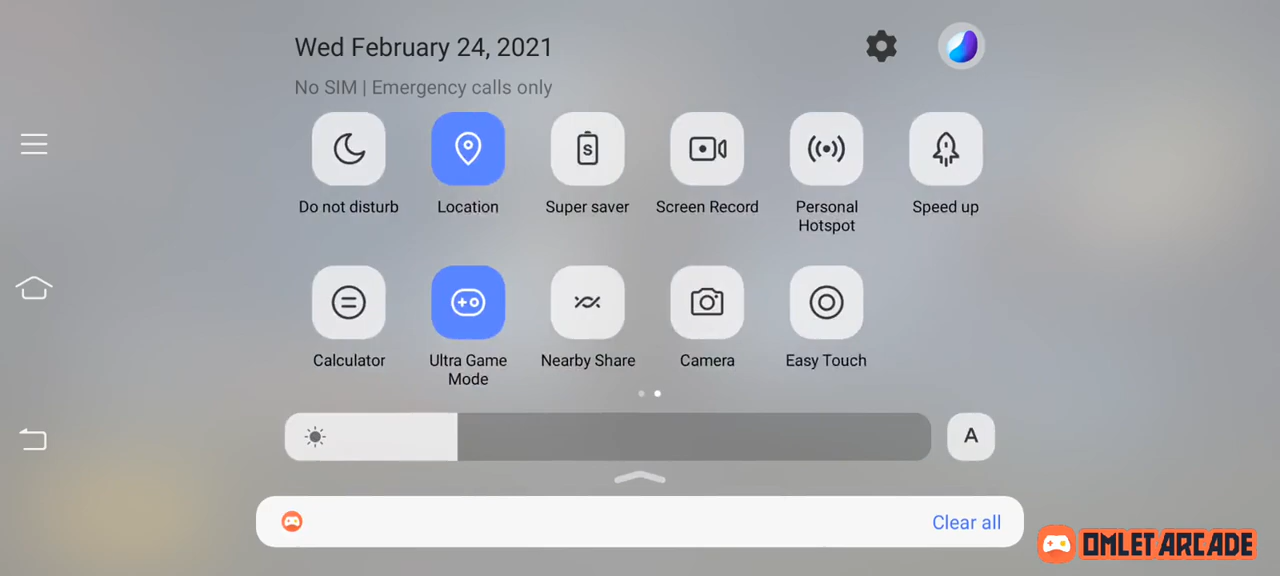 Wed February 24, 2021
No SIM | Emergency calls only
Do not disturb
Location
Super saver
Screen Record
Personal
Hotspot
Speed up
Calculator
Ultra Game
Mode
Nearby Share
Camera
Easy Touch
A
Clear all
OMLET ARCADE